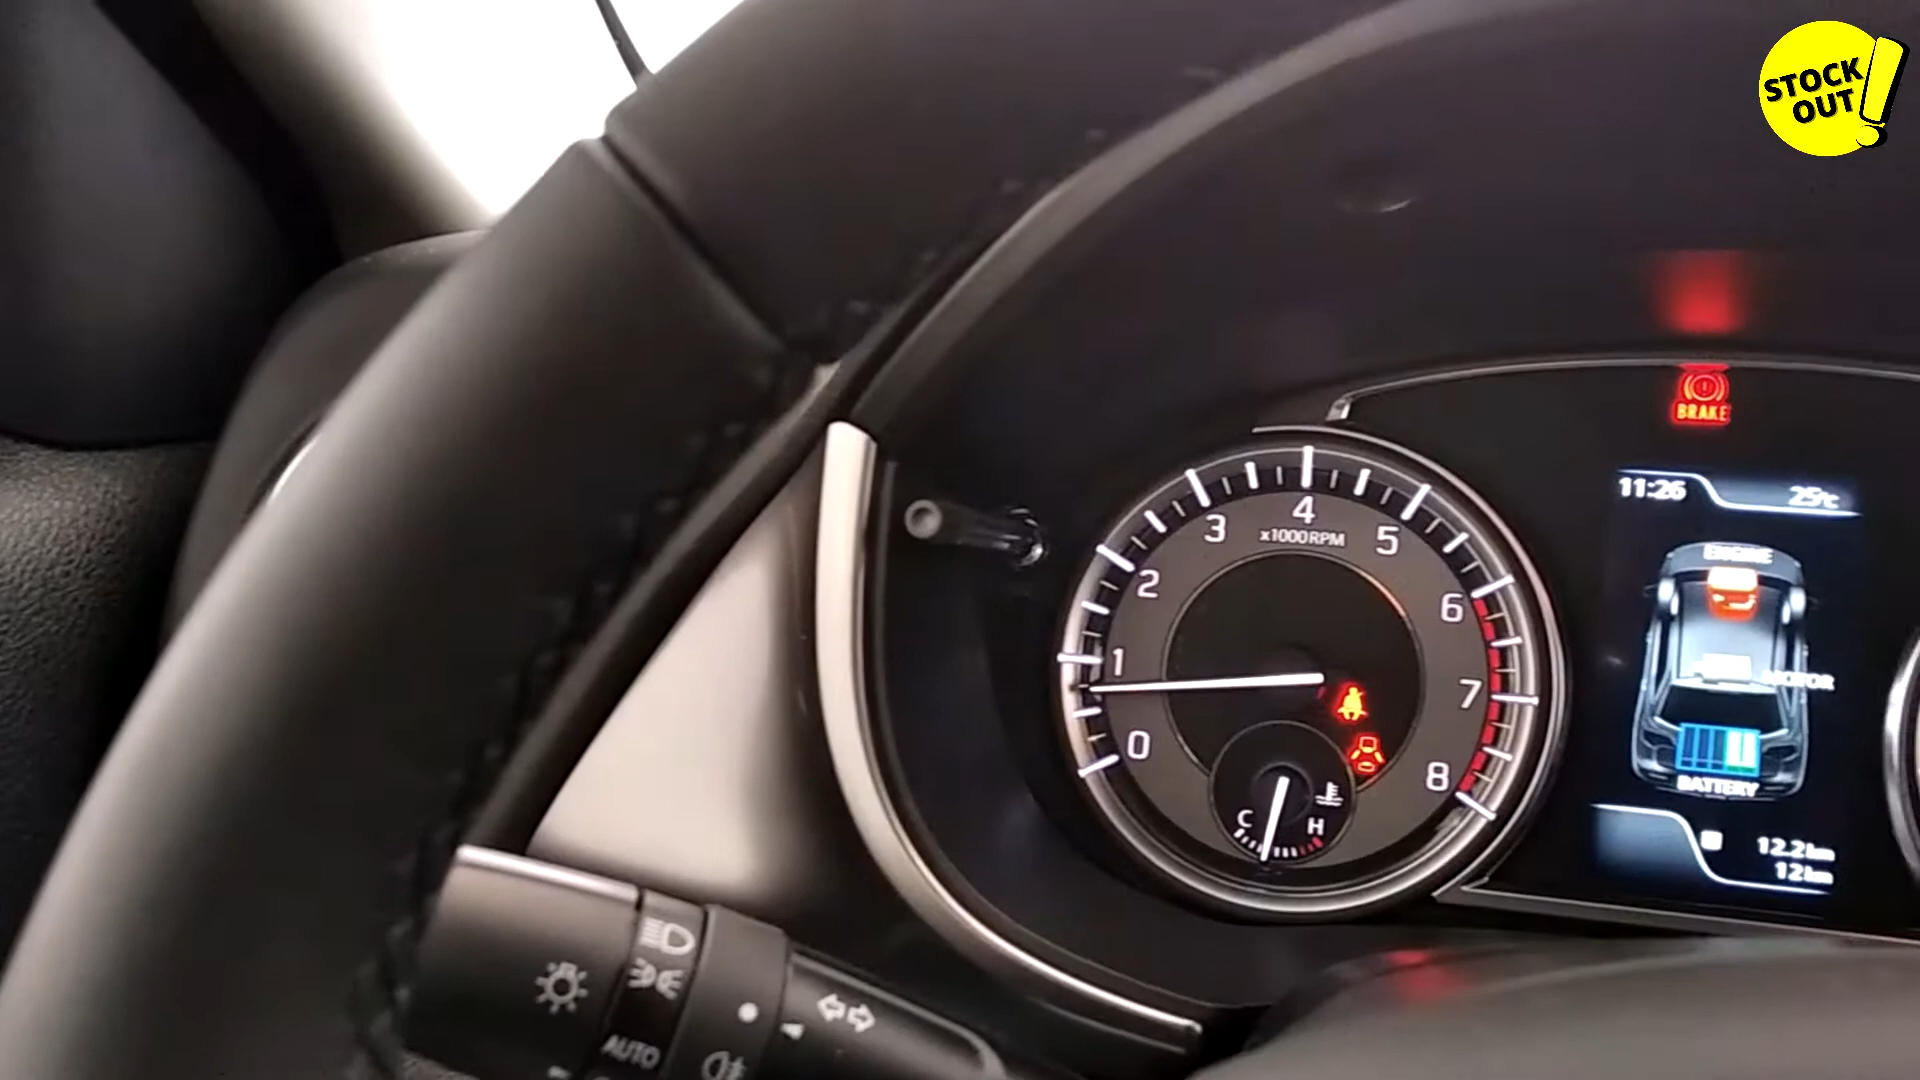 STOCK
OUT!
BRAKE
11:26
25°C
ENGINE
MOTOR
BATTERY
12.2km
12km
0
1
2
3
4
5
6
7
8
x1000RPM
C
H
AUTO